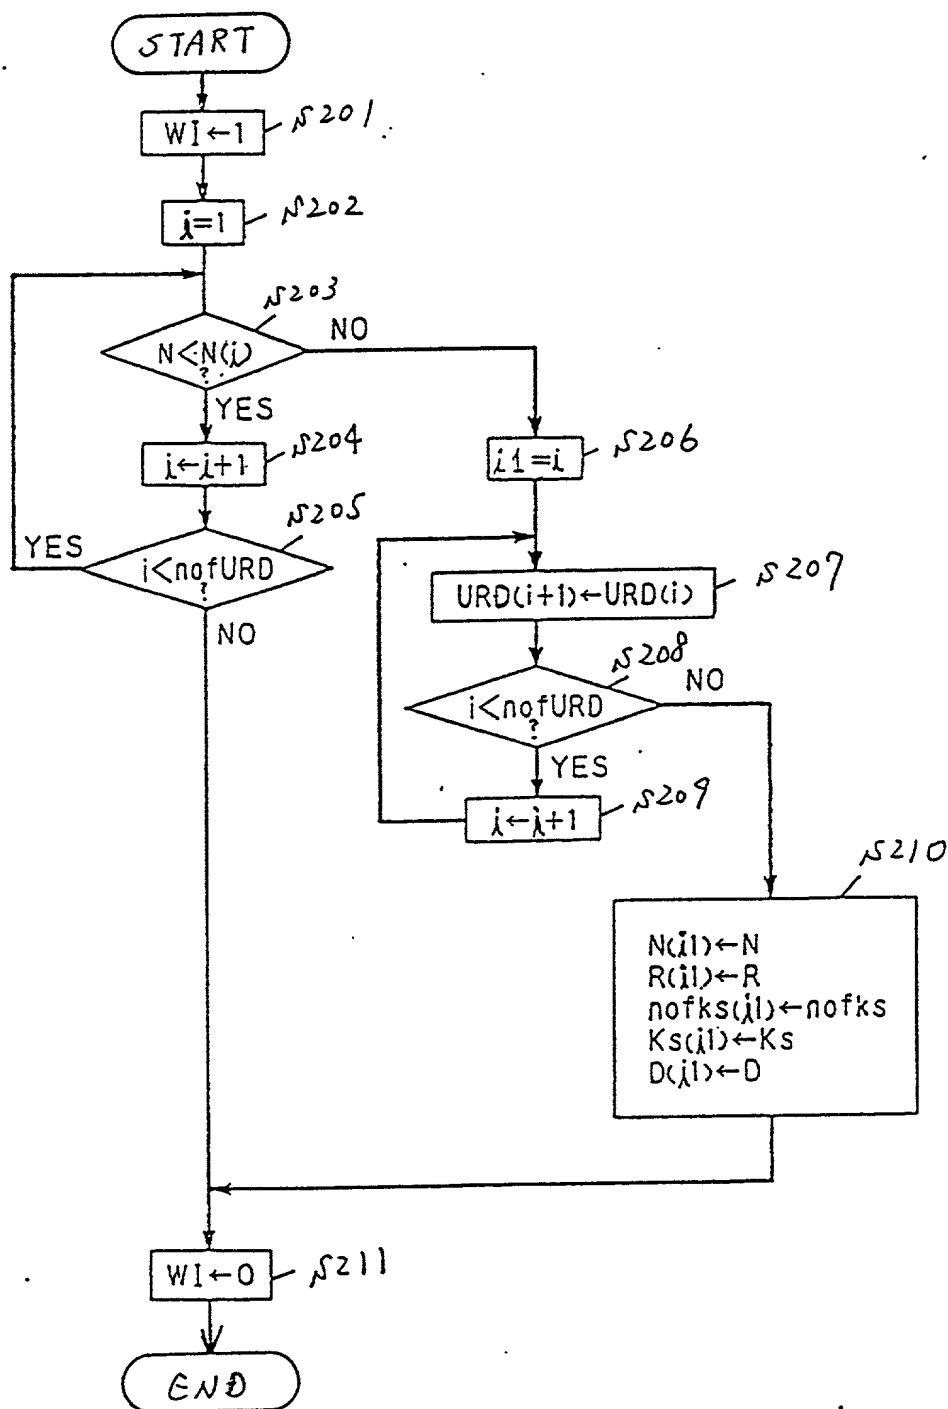 START
WI←1
S201
i=1
S202
S203
N<N(i)
?
NO
YES
S204
i←i+1
S205
i<nofURD
?
YES
NO
S206
i1=i
S207
URD(i+1)←URD(i)
S208
i<nofURD
?
NO
YES
S209
i←i+1
S210
N(i1)←N
R(i1)←R
nofks(i1)←nofks
Ks(i1)←Ks
D(i1)←D
WI←0
S211
END